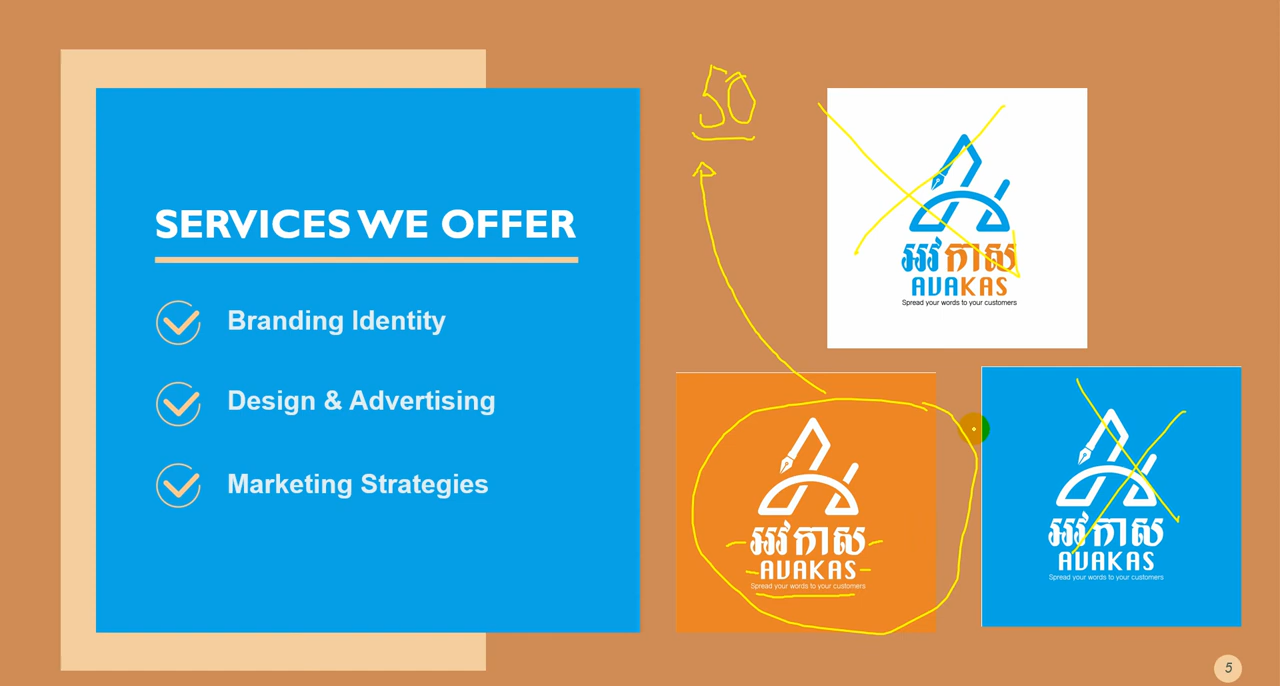 SERVICES WE OFFER
Branding Identity
Design & Advertising
Marketing Strategies
50
អវកាស
AVAKAS
Spread your words to your customers
អវកាស
AVAKAS
Spread your words to your customers
អវកាស
AVAKAS
Spread your words to your customers
5